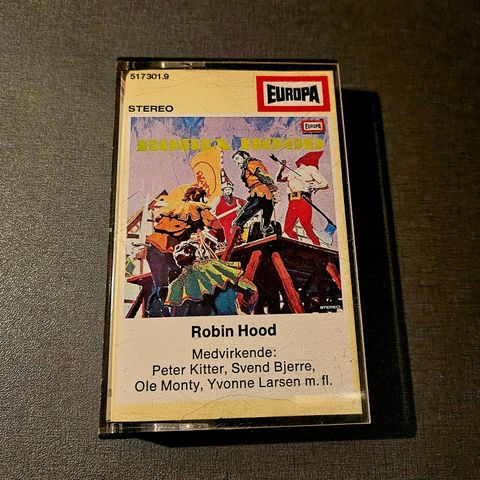 517301.9
EUROPA
STEREO
EUROPA
ROBIN HOOD
STEREO
Robin Hood
Medvirkende:
Peter Kitter, Svend Bjerre,
Ole Monty, Yvonne Larsen m. fl.